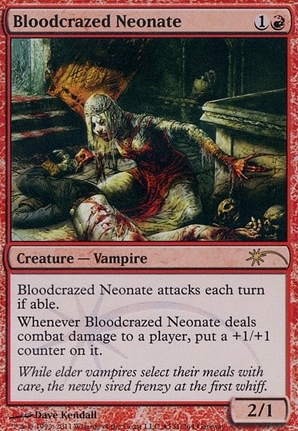 Bloodcrazed Neonate 1
Creature — Vampire
Bloodcrazed Neonate attacks each turn
if able.
Whenever Bloodcrazed Neonate deals
combat damage to a player, put a +1/+1
counter on it.
While elder vampires select their meals with
care, the newly sired frenzy at the first whiff.
Dave Kendall
2/1